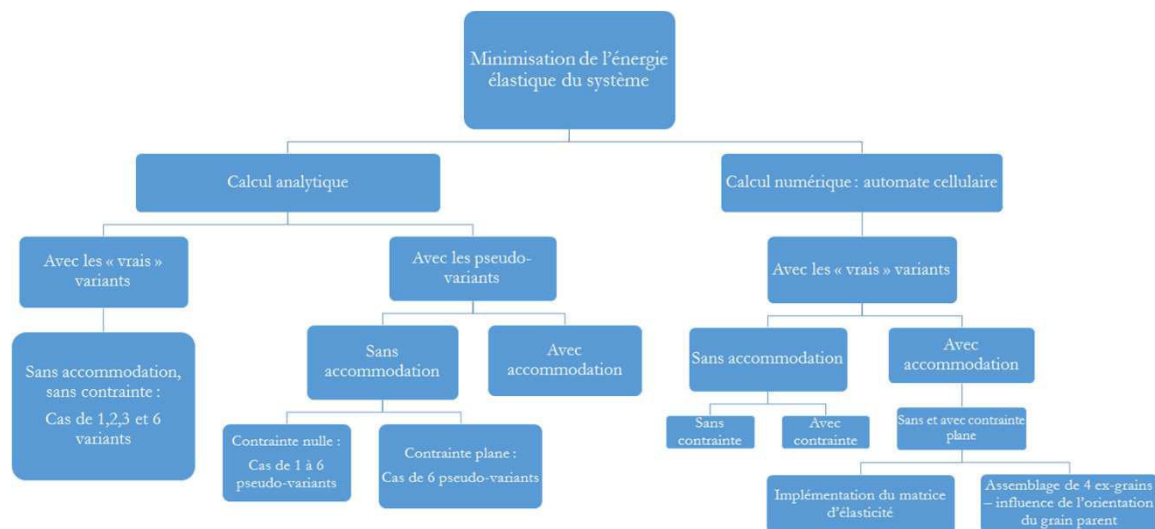 Minimisation de l'énergie
élastique du système
Calcul analytique
Calcul numérique : automate cellulaire
Avec les « vrais »
variants
Avec les pseudo-
variants
Avec les « vrais » variants
Sans accommodation,
sans contrainte :
Cas de 1,2,3 et 6
variants
Sans
accommodation
Avec
accommodation
Sans accommodation
Avec
accommodation
Contrainte nulle :
Cas de 1 à 6
pseudo-variants
Contrainte plane :
Cas de 6 pseudo-variants
Sans
contrainte
Avec
contrainte
Sans et avec contrainte
plane
Implémentation du matrice
d'élasticité
Assemblage de 4 ex-grains
– influence de l'orientation
du grain parent